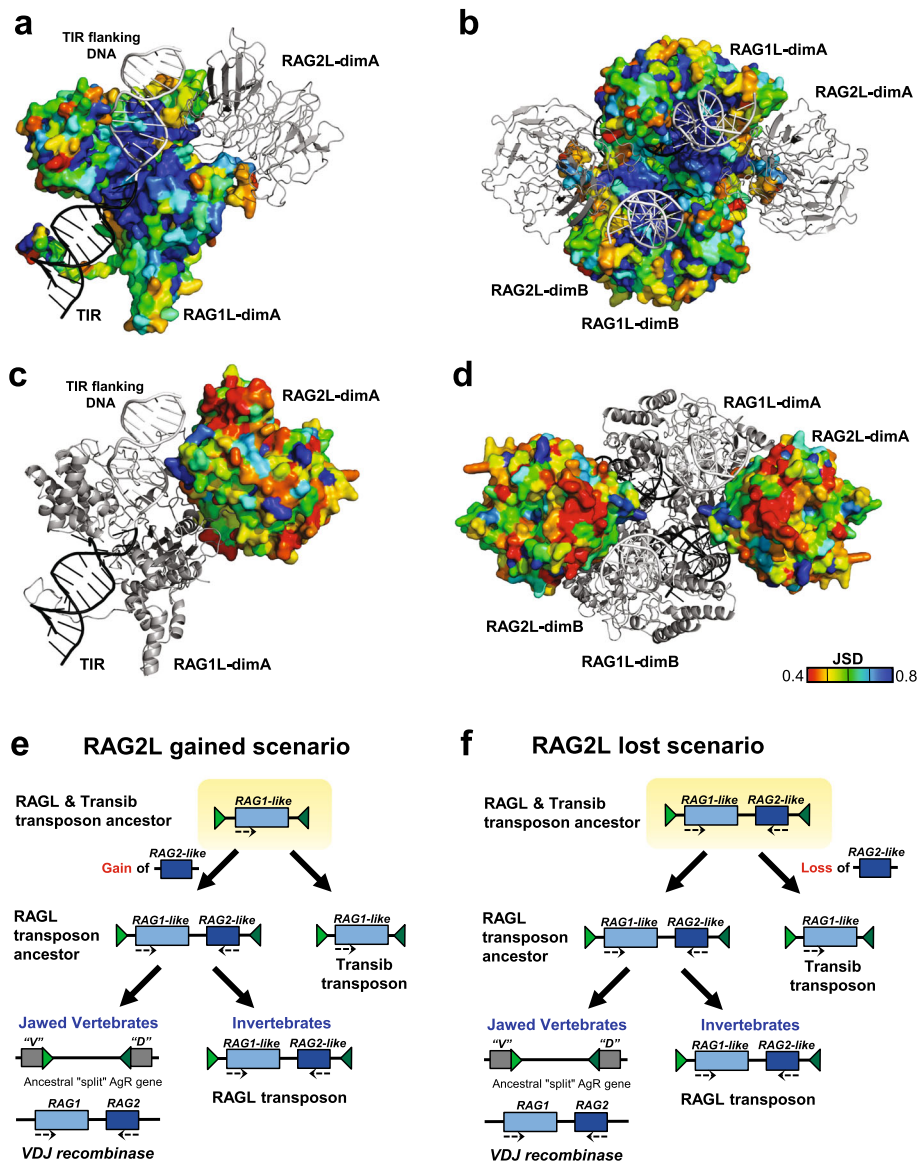 a
TIR flanking
DNA
RAG2L-dimA
TIR
RAG1L-dimA
b
RAG1L-dimA
RAG2L-dimA
RAG2L-dimB
RAG1L-dimB
c
TIR flanking
DNA
RAG2L-dimA
TIR
RAG1L-dimA
d
RAG1L-dimA
RAG2L-dimA
RAG2L-dimB
RAG1L-dimB
JSD
0.4 0.8
e RAG2L gained scenario
RAGL & Transib
transposon ancestor
RAG1-like
Gain of
RAG2-like
RAGL
transposon
ancestor
RAG1-like RAG2-like
RAG1-like
Transib
transposon
Jawed Vertebrates
"V" "D"
Ancestral "split" AgR gene
RAG1 RAG2
VDJ recombinase
Invertebrates
RAG1-like RAG2-like
RAGL transposon
f RAG2L lost scenario
RAGL & Transib
transposon ancestor
RAG1-like RAG2-like
Loss of
RAG2-like
RAGL
transposon
ancestor
RAG1-like RAG2-like
RAG1-like
Transib
transposon
Jawed Vertebrates
"V" "D"
Ancestral "split" AgR gene
RAG1 RAG2
VDJ recombinase
Invertebrates
RAG1-like RAG2-like
RAGL transposon